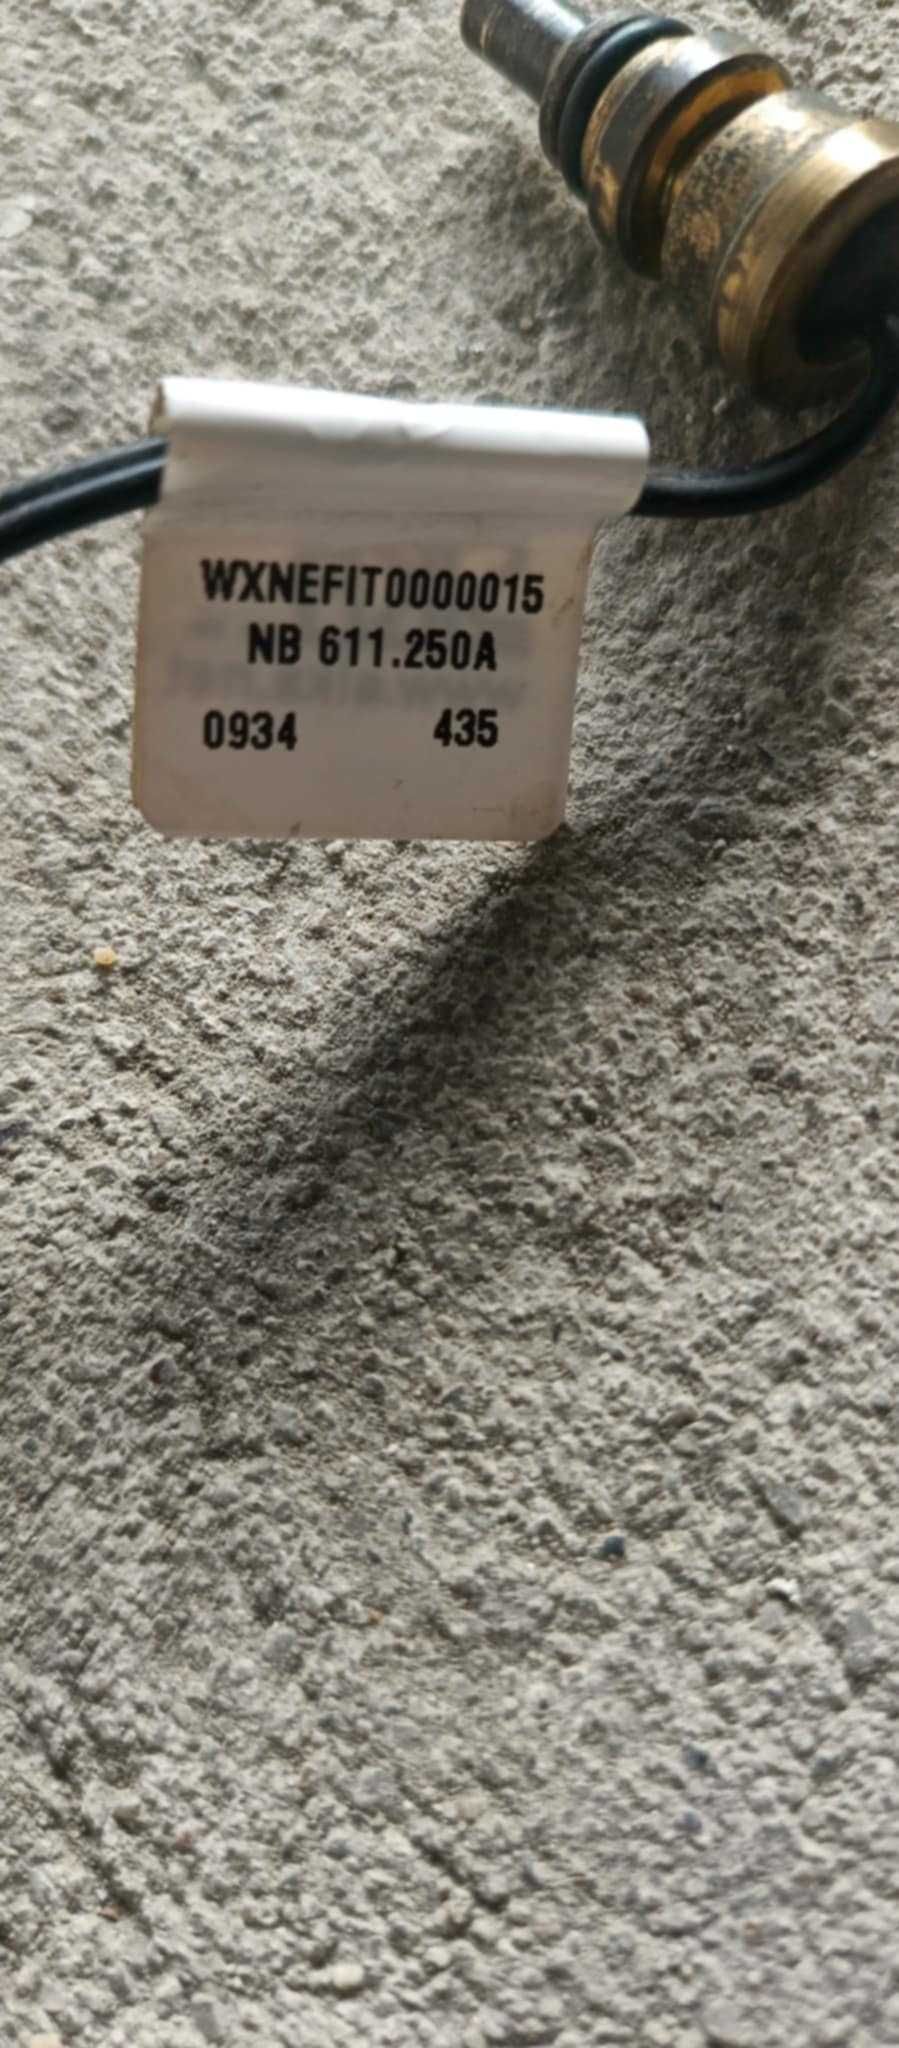 WXNEFIT0000015
NB 611.250A
0934 435